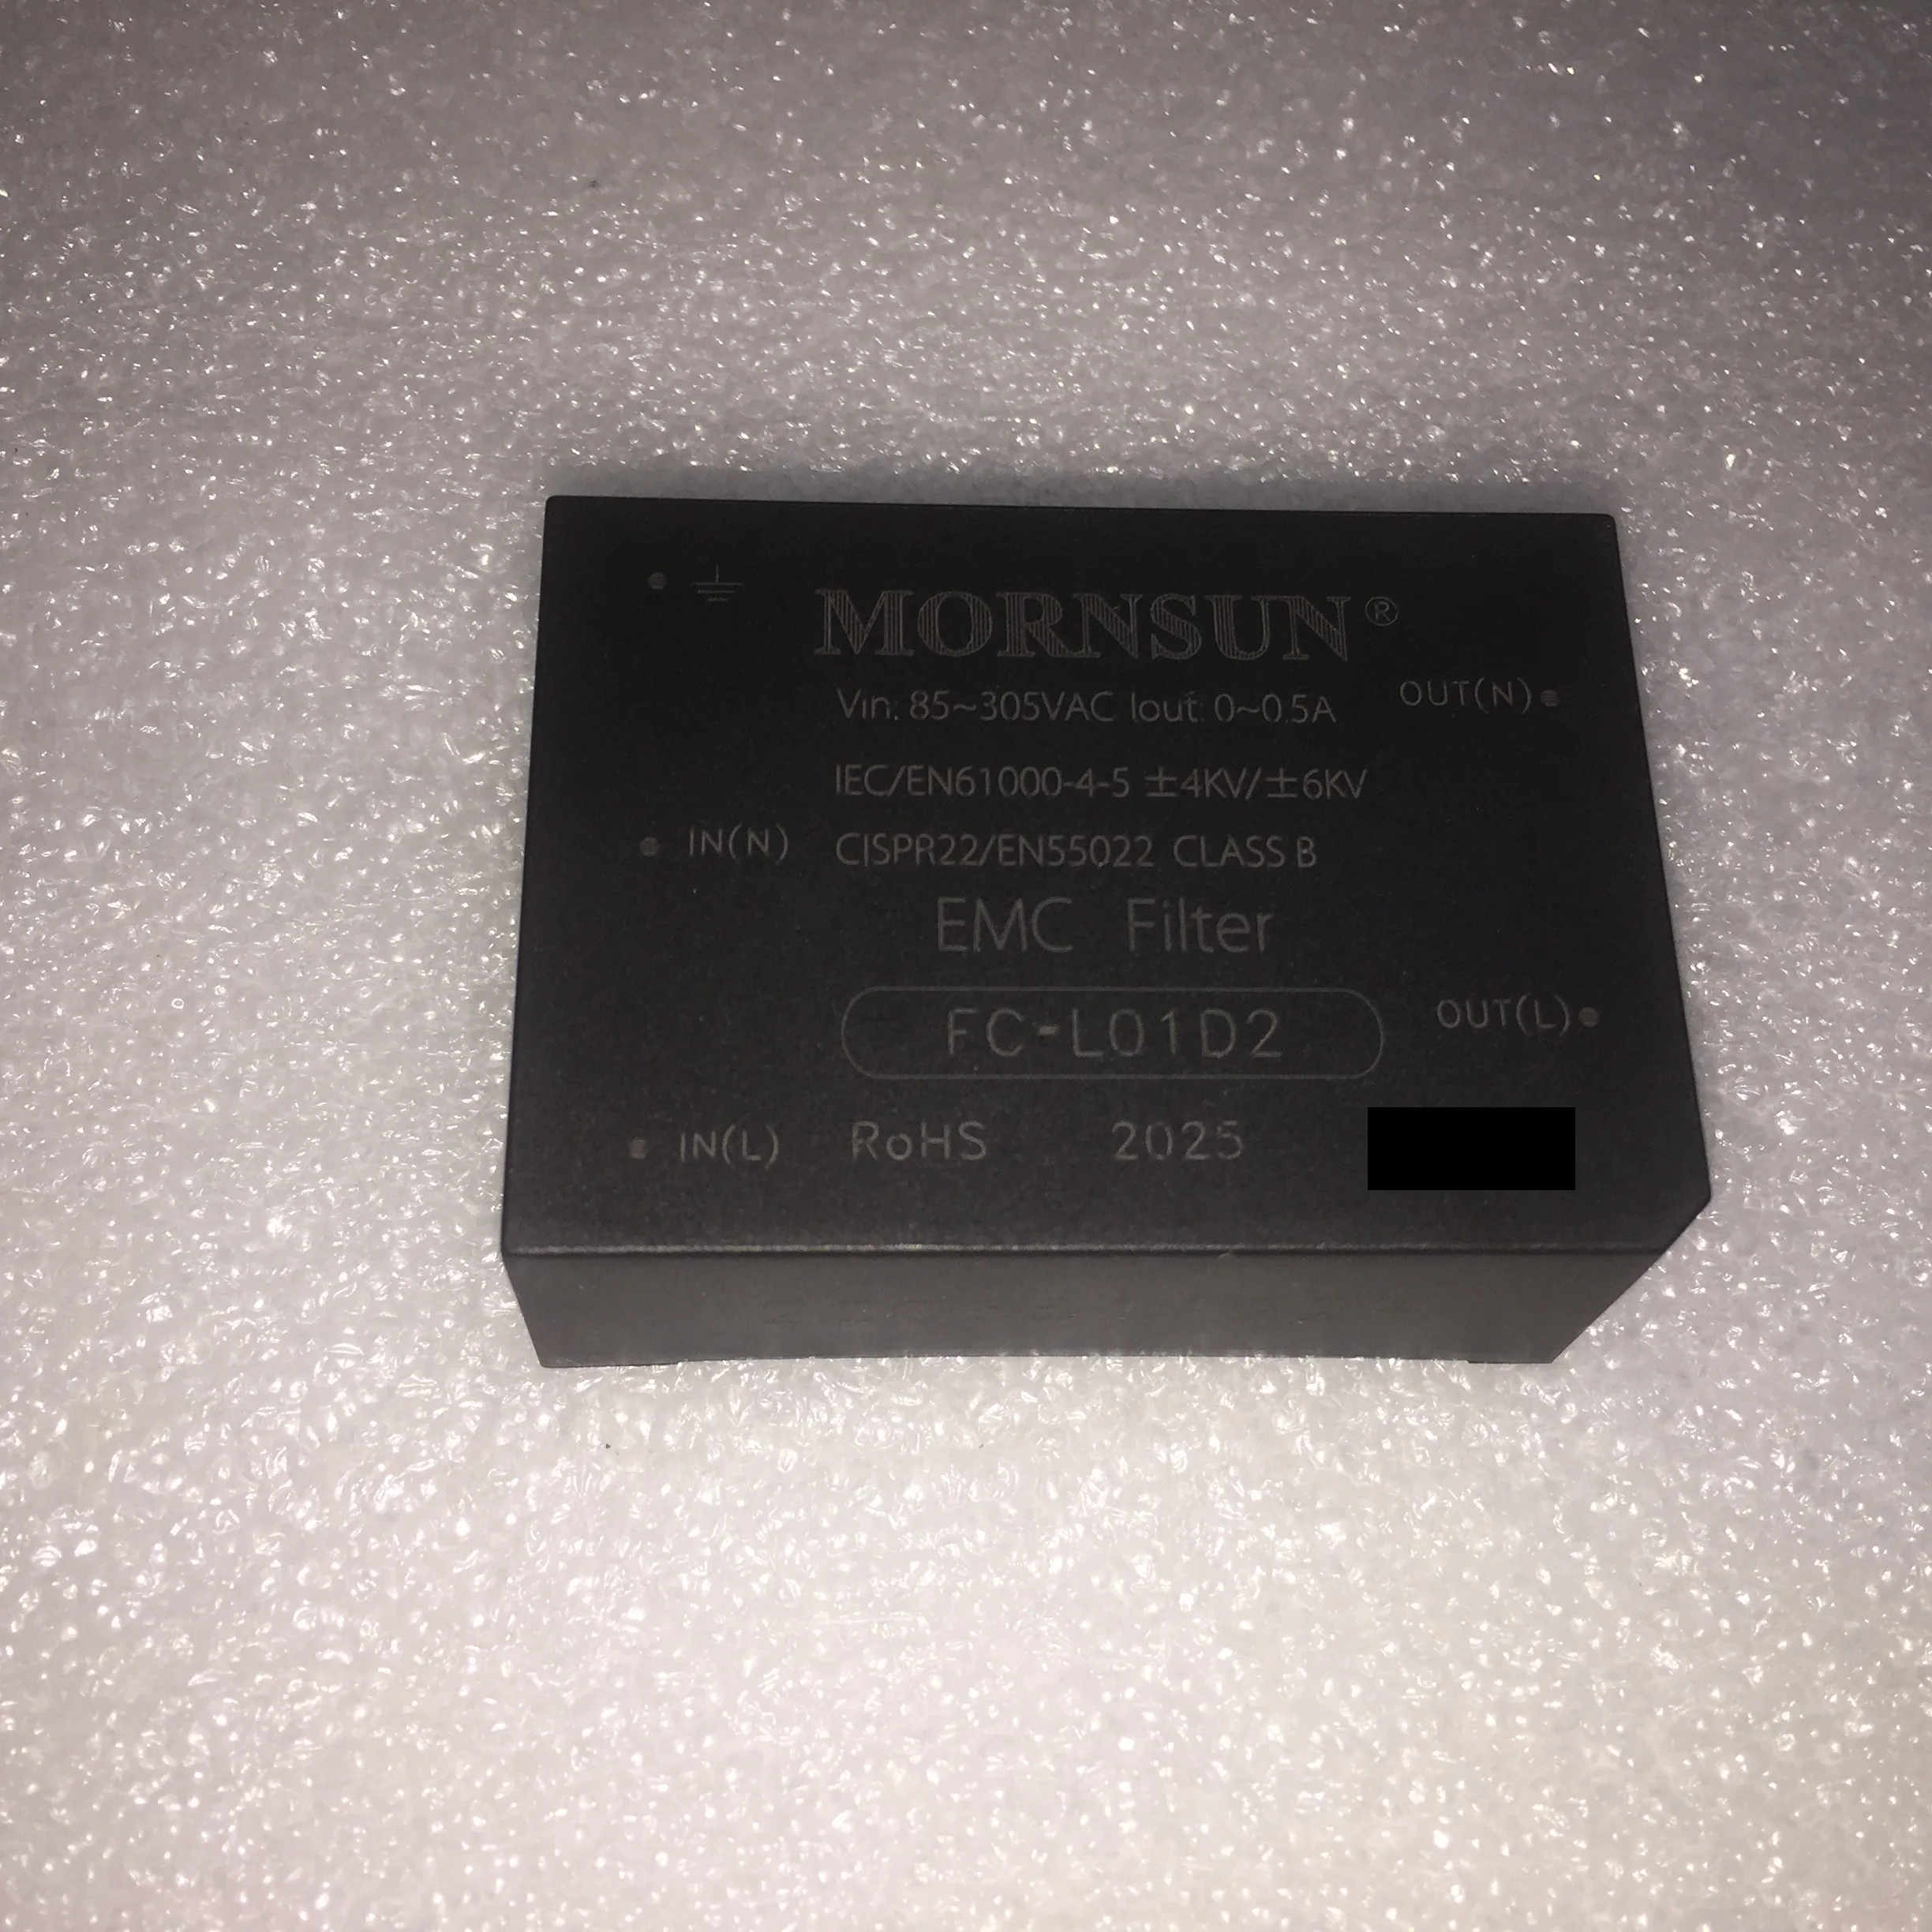 MORNSUN®
Vin: 85~305VAC Iout: 0~0.5A
OUT(N)
IEC/EN61000-4-5 ±4KV/±6KV
IN(N)
CISPR22/EN55022 CLASS B
EMC Filter
FC-L01D2
OUT(L)
IN(L)
RoHS 2025